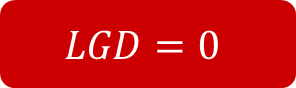 LGD = 0